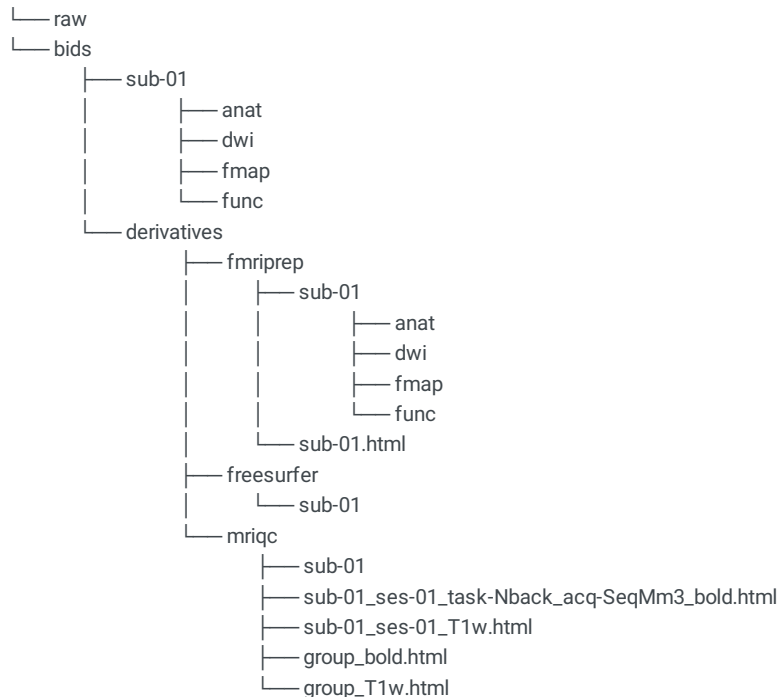 raw
bids
sub-01
anat
dwi
fmap
func
derivatives
fmriprep
sub-01
anat
dwi
fmap
func
sub-01.html
freesurfer
sub-01
mriqc
sub-01
sub-01_ses-01_task-Nback_acq-SeqMm3_bold.html
sub-01_ses-01_T1w.html
group_bold.html
group_T1w.html